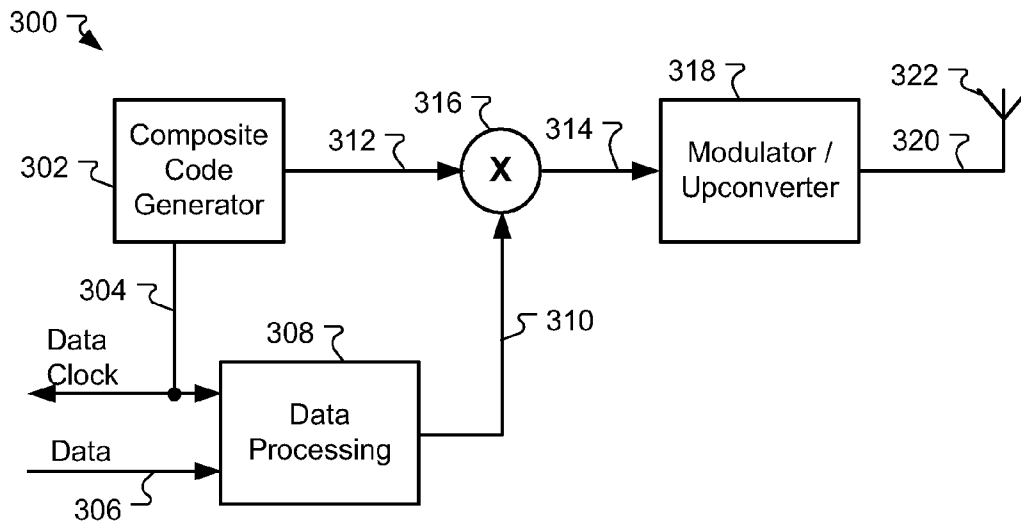 300
302
Composite
Code
Generator
312
316
X
314
318
Modulator /
Upconverter
322
320
304
Data
Clock
308
310
Data
Processing
Data
306